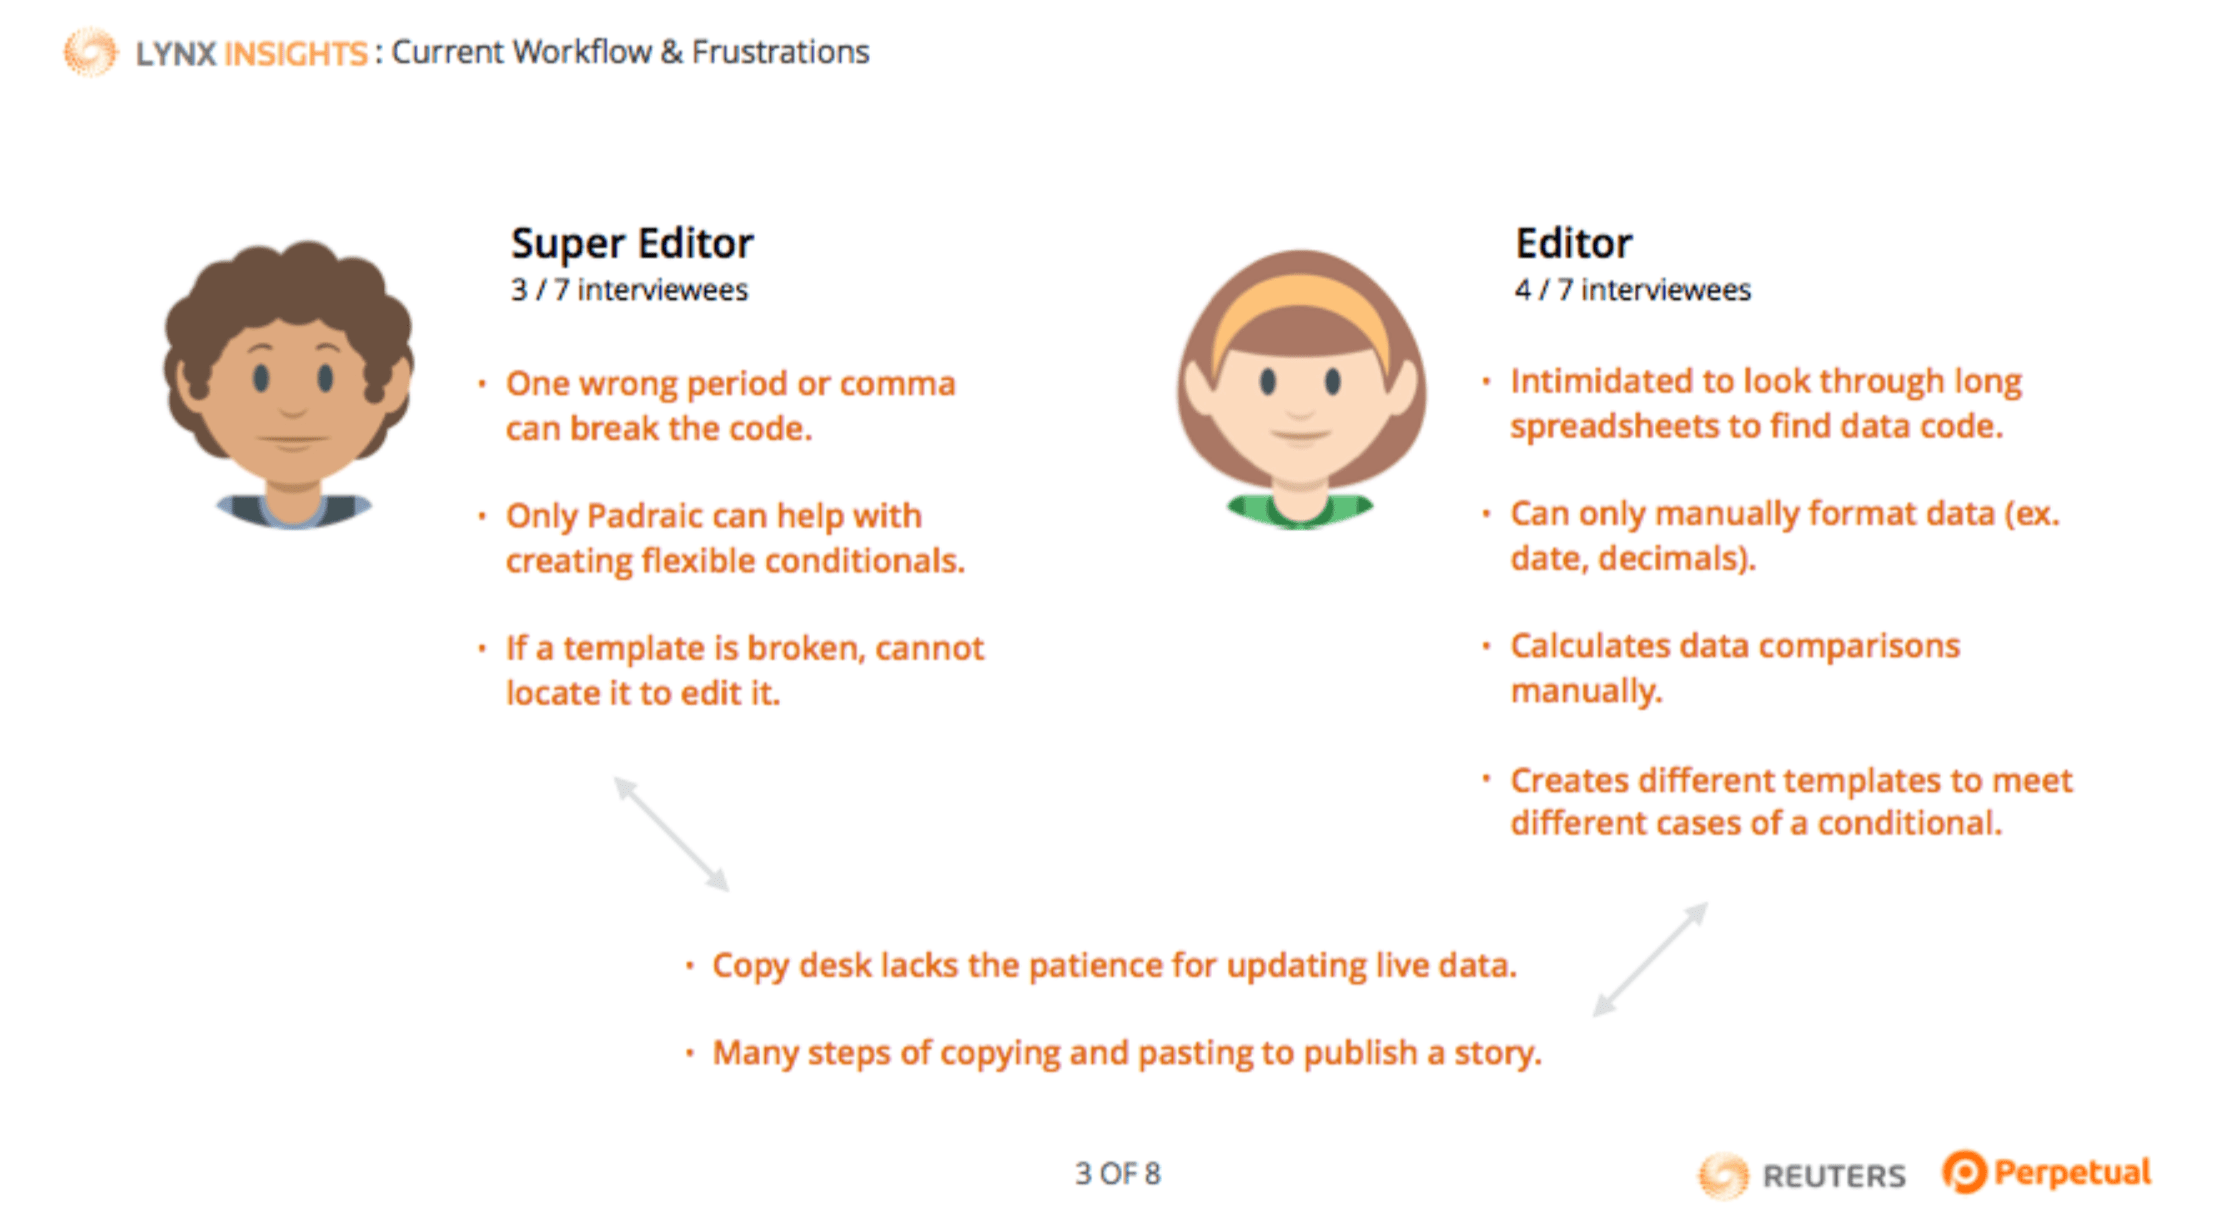 LYNX INSIGHTS : Current Workflow & Frustrations
Super Editor
3 / 7 interviewees
· One wrong period or comma
can break the code.
· Only Padraic can help with
creating flexible conditionals.
· If a template is broken, cannot
locate it to edit it.
Editor
4 / 7 interviewees
· Intimidated to look through long
spreadsheets to find data code.
· Can only manually format data (ex.
date, decimals).
· Calculates data comparisons
manually.
· Creates different templates to meet
different cases of a conditional.
· Copy desk lacks the patience for updating live data.
· Many steps of copying and pasting to publish a story.
3 OF 8
REUTERS
Perpetual